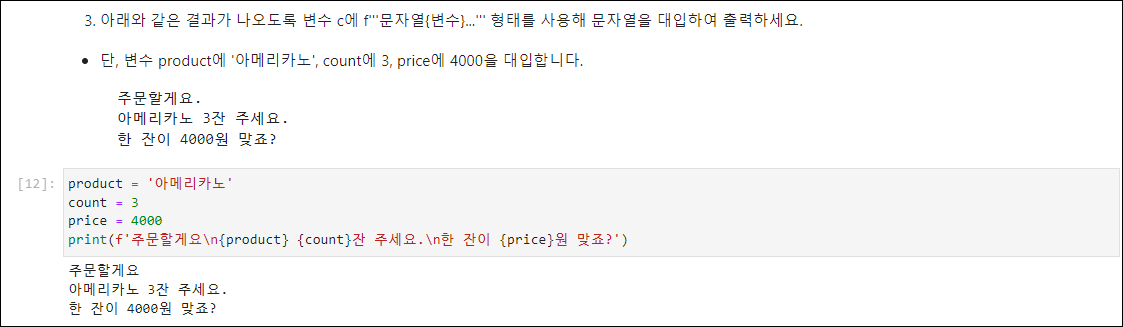 3. 아래와 같은 결과가 나오도록 변수 c에 f'''문자열{변수}...''' 형태를 사용해 문자열을 대입하여 출력하세요.
• 단, 변수 product에 '아메리카노', count에 3, price에 4000을 대입합니다.
주문할게요.
아메리카노 3잔 주세요.
한 잔이 4000원 맞죠?
[12]: product = '아메리카노'
count = 3
price = 4000
print(f'주문할게요\n{product} {count}잔 주세요.\n한 잔이 {price}원 맞죠?')
주문할게요
아메리카노 3잔 주세요.
한 잔이 4000원 맞죠?